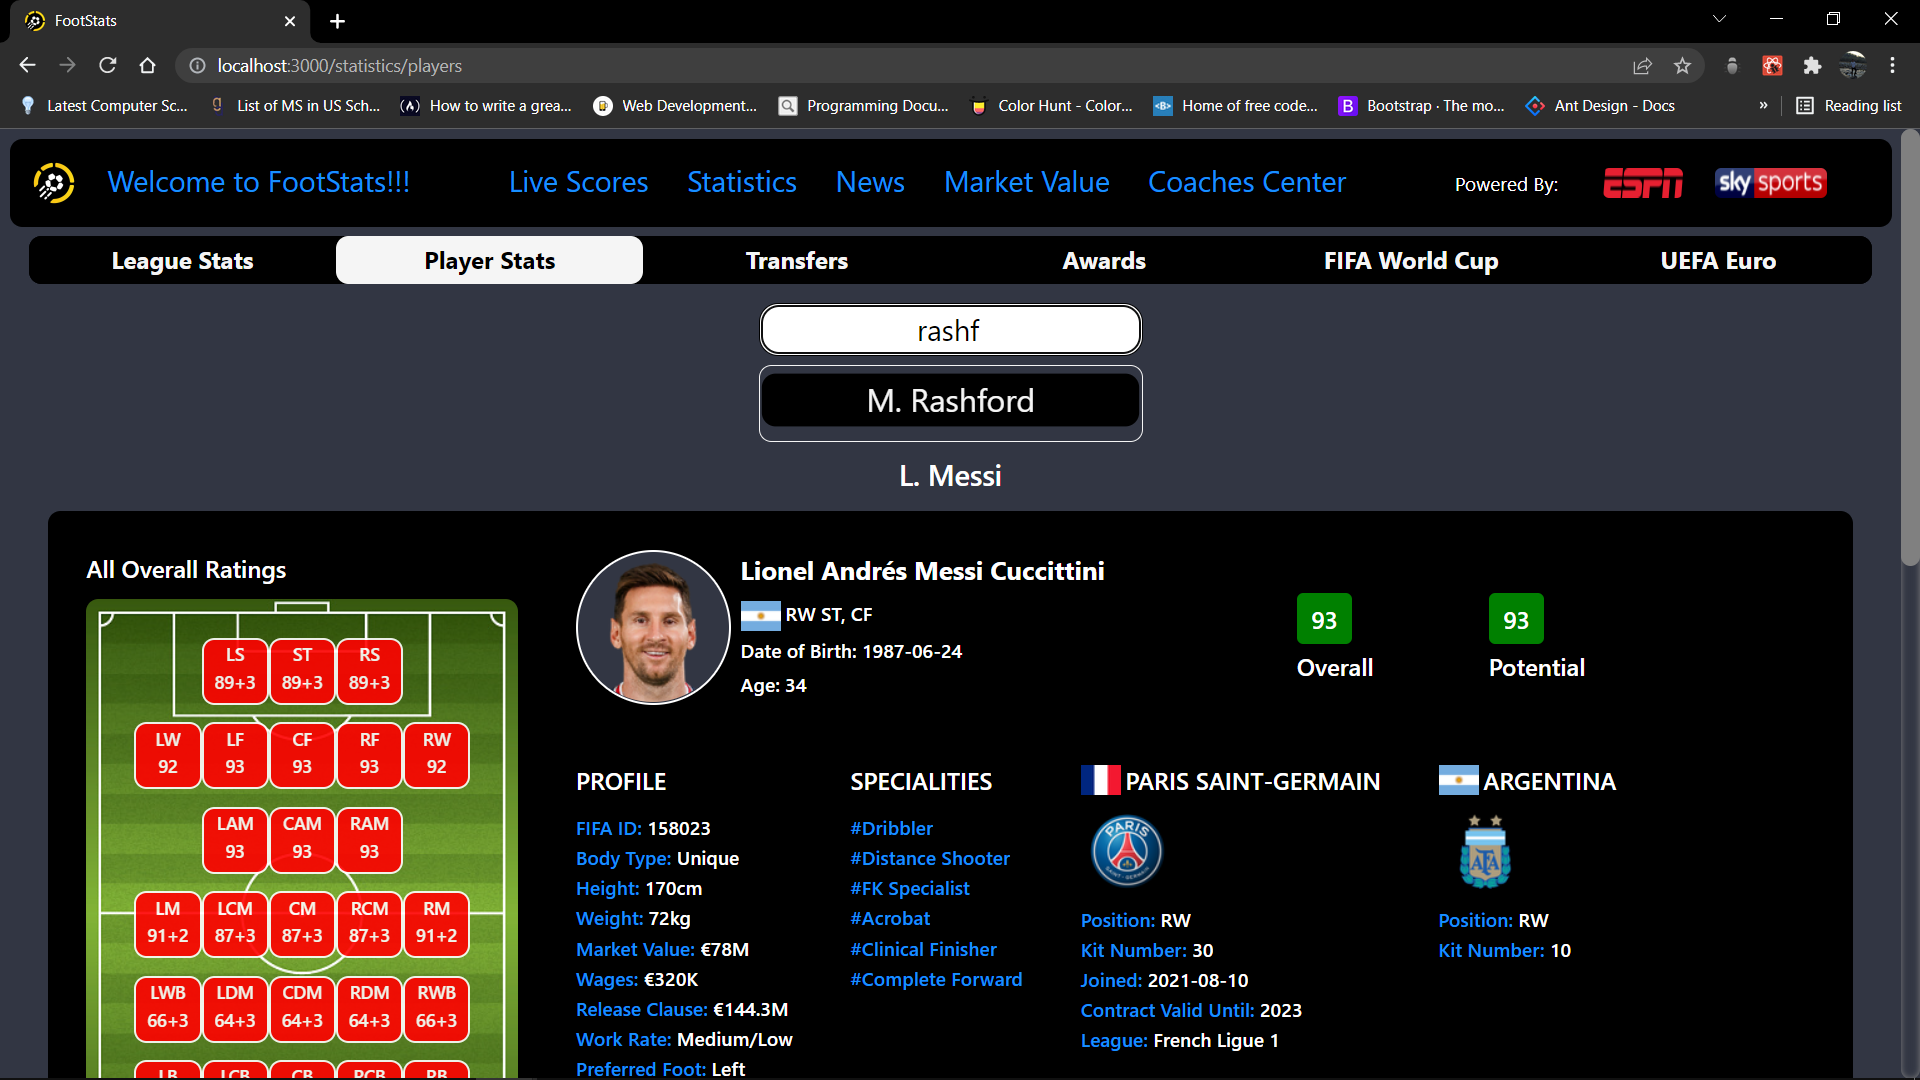 FootStats
localhost:3000/statistics/players
Latest Computer Sc...
List of MS in US Sch...
How to write a grea...
Web Development...
Programming Docu...
Color Hunt - Color...
Home of free code...
Bootstrap · The mo...
Ant Design - Docs
»
Reading list
Welcome to FootStats!!!
Live Scores
Statistics
News
Market Value
Coaches Center
Powered By:
ESPN
sky sports
League Stats
Player Stats
Transfers
Awards
FIFA World Cup
UEFA Euro
rashf
M. Rashford
L. Messi
All Overall Ratings
LS ST RS
89+3 89+3 89+3
LW LF CF RF RW
92 93 93 93 92
LAM CAM RAM
93 93 93
LM LCM CM RCM RM
91+2 87+3 87+3 87+3 91+2
LWB LDM CDM RDM RWB
66+3 64+3 64+3 64+3 66+3
LB LCB CB RCB RB
Lionel Andrés Messi Cuccittini
RW ST, CF
Date of Birth: 1987-06-24
Age: 34
93
Overall
93
Potential
PROFILE
FIFA ID: 158023
Body Type: Unique
Height: 170cm
Weight: 72kg
Market Value: €78M
Wages: €320K
Release Clause: €144.3M
Work Rate: Medium/Low
Preferred Foot: Left
SPECIALITIES
#Dribbler
#Distance Shooter
#FK Specialist
#Acrobat
#Clinical Finisher
#Complete Forward
PARIS SAINT-GERMAIN
PARIS
SAINT-GERMAIN
Position: RW
Kit Number: 30
Joined: 2021-08-10
Contract Valid Until: 2023
League: French Ligue 1
ARGENTINA
AFA
Position: RW
Kit Number: 10